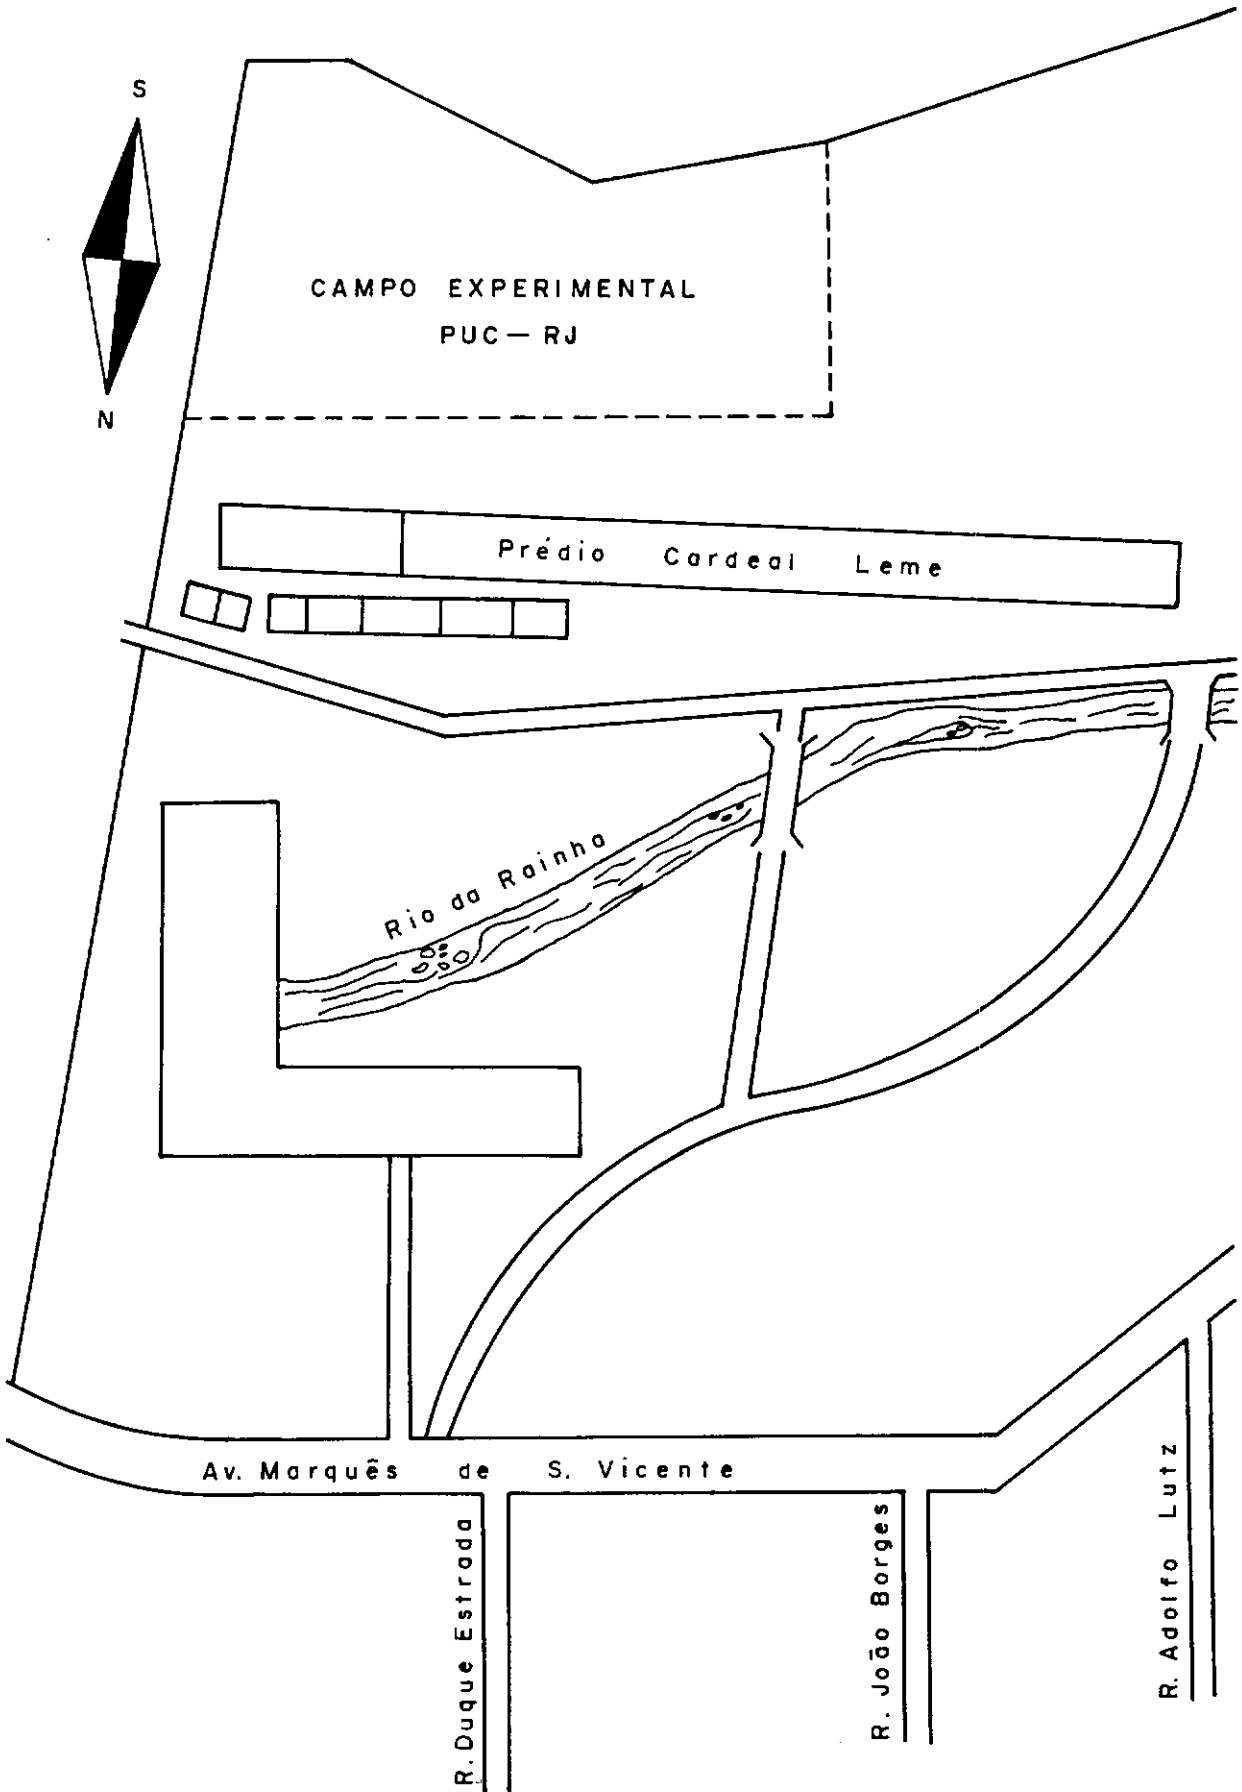 S
CAMPO EXPERIMENTAL
PUC — RJ
N
Prédio Cardeal Leme
Rio da Rainha
Av. Marquês de S. Vicente
R. Duque Estrada
R. João Borges
R. Adolfo Lutz